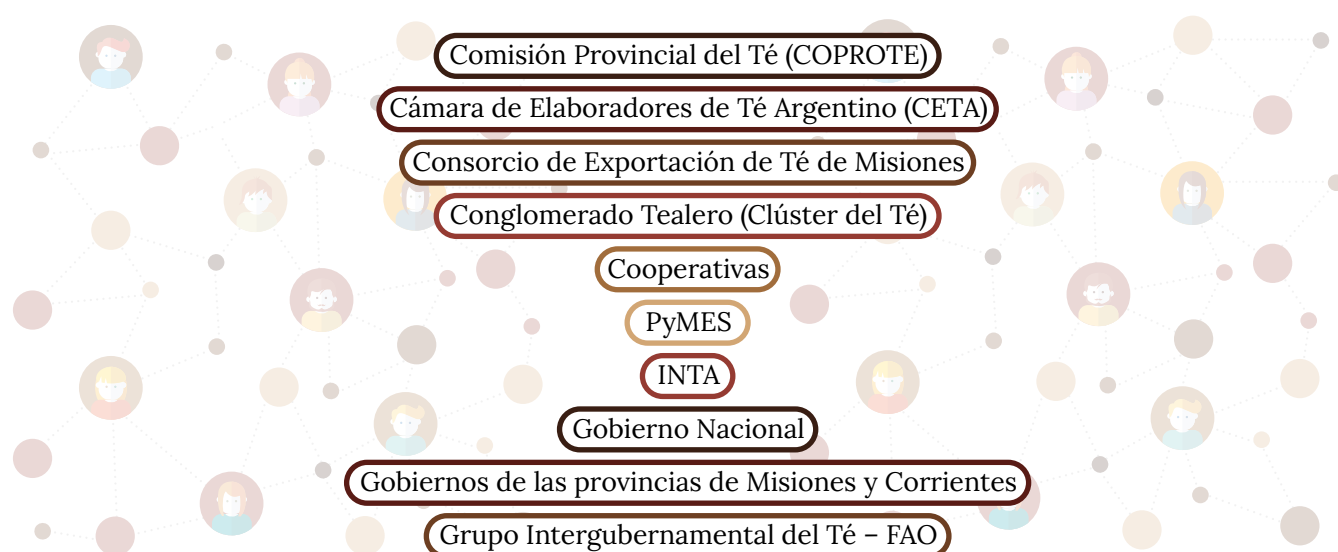 Comisión Provincial del Té (COPROTE)
Cámara de Elaboradores de Té Argentino (CETA)
Consorcio de Exportación de Té de Misiones
Conglomerado Tealero (Clúster del Té)
Cooperativas
PyMES
INTA
Gobierno Nacional
Gobiernos de las provincias de Misiones y Corrientes
Grupo Intergubernamental del Té – FAO